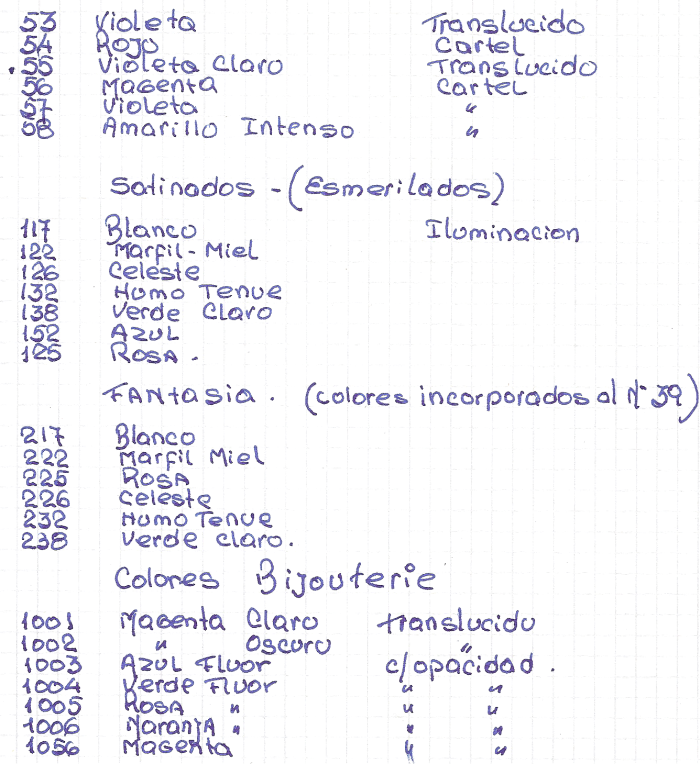 53 Violeta Translucido
54 Rojo Cartel
.55 Violeta Claro Translucido
56 Magenta Cartel
57 Violeta "
58 Amarillo Intenso "
Satinados - (Esmerilados)
117 Blanco Iluminacion
122 Marfil - Miel
126 Celeste
132 Humo Tenue
138 Verde Claro
152 AZUL
125 ROSA .
FANtasia . (colores incorporados al Nº 39)
217 Blanco
222 Marfil Miel
225 ROSA
226 Celeste
232 Humo Tenue
238 Verde claro.
Colores Bijouterie
1001 Magenta Claro translucido
1002 " Oscuro "
1003 AZUL Fluor c/opacidad .
1004 Verde Fluor " "
1005 ROSA " " "
1006 NaranjA " " "
1056 Magenta " "